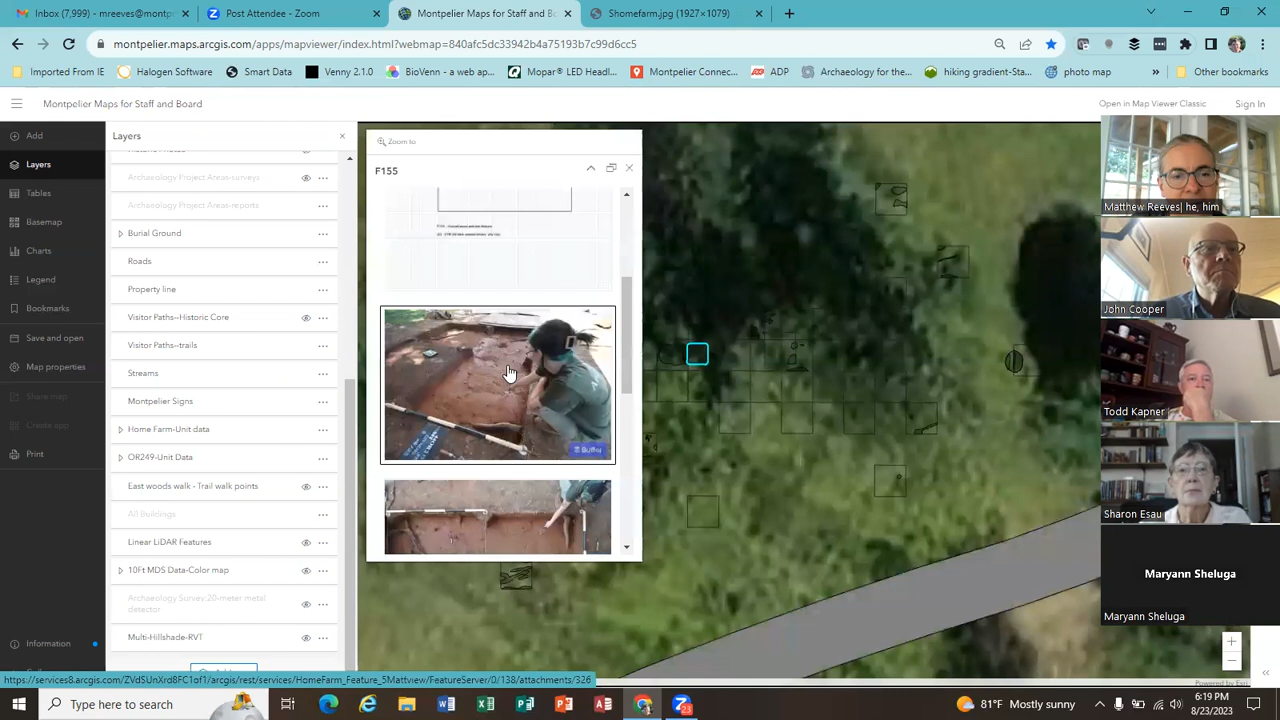 Inbox (7,999) - mreeves@montp
Post Attendee - Zoom
Montpelier Maps for Staff and Bo
Shomefarm.jpg (1927×1079)
montpelier.maps.arcgis.com/apps/mapviewer/index.html?webmap=840afc5dc33942b4a75193b7c99d6cc5
Imported From IE
Halogen Software
Smart Data
Venny 2.1.0
BioVenn - a web ap...
Mopar® LED Headl...
Montpelier Connec...
ADP
Archaeology for the...
hiking gradient-Sta...
photo map
Other bookmarks
Montpelier Maps for Staff and Board
Open in Map Viewer Classic
Sign In
Add
Layers
Tables
Basemap
Charts
Legend
Bookmarks
Save and open
Map properties
Share map
Create app
Print
Information
Layers
Archaeology Project Areas-surveys
Archaeology Project Areas-reports
Burial Ground
Roads
Property line
Visitor Paths--Historic Core
Visitor Paths--trails
Streams
Montpelier Signs
Home Farm-Unit data
OR249-Unit Data
East woods walk - Trail walk points
All Buildings
Linear LiDAR Features
10Ft MDS Data-Color map
Archaeology Survey:20-meter metal
detector
Multi-Hillshade-RVT
Zoom to
F155
Matthew Reeves| he, him
John Cooper
Todd Kapner
Sharon Esau
Maryann Sheluga
Maryann Sheluga
Powered by Esri
https://services8.arcgis.com/ZVdSUnXrd8FC1of1/arcgis/rest/services/HomeFarm_Feature_5Mattview/FeatureServer/0/138/attachments/326
Type here to search
23
81°F Mostly sunny
6:19 PM
8/23/2023